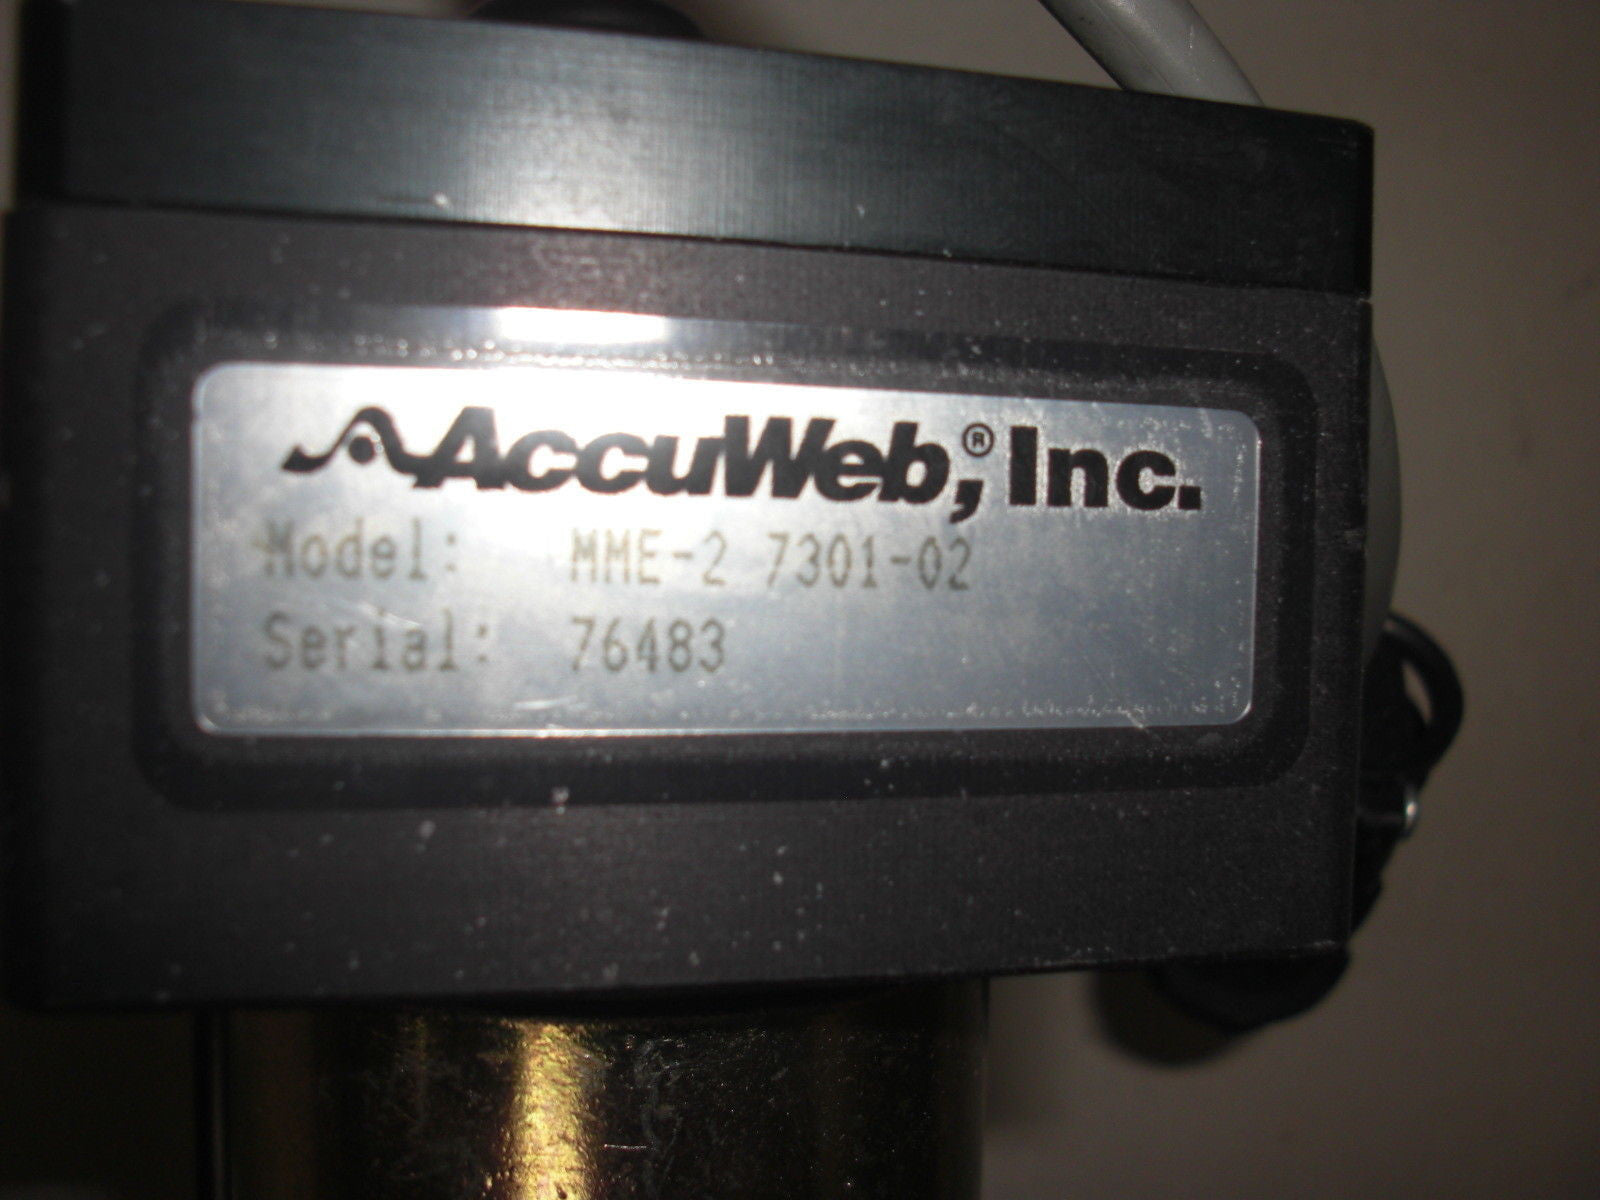 AccuWeb,® Inc.
Model: MME-2 7301-02
Serial: 76483